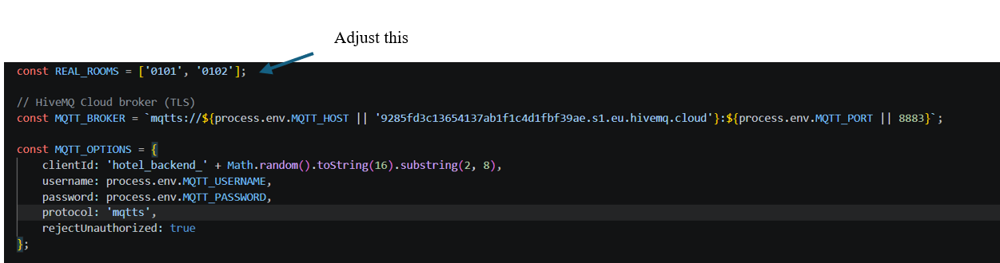 Adjust this
const REAL_ROOMS = ['0101', '0102'];
// HiveMQ Cloud broker (TLS)
const MQTT_BROKER = `mqtts://${process.env.MQTT_HOST || '9285fd3c13654137ab1f1c4d1fbf39ae.s1.eu.hivemq.cloud'}:${process.env.MQTT_PORT || 8883}`;
const MQTT_OPTIONS = {
    clientId: 'hotel_backend_' + Math.random().toString(16).substring(2, 8),
    username: process.env.MQTT_USERNAME,
    password: process.env.MQTT_PASSWORD,
    protocol: 'mqtts',
    rejectUnauthorized: true
};